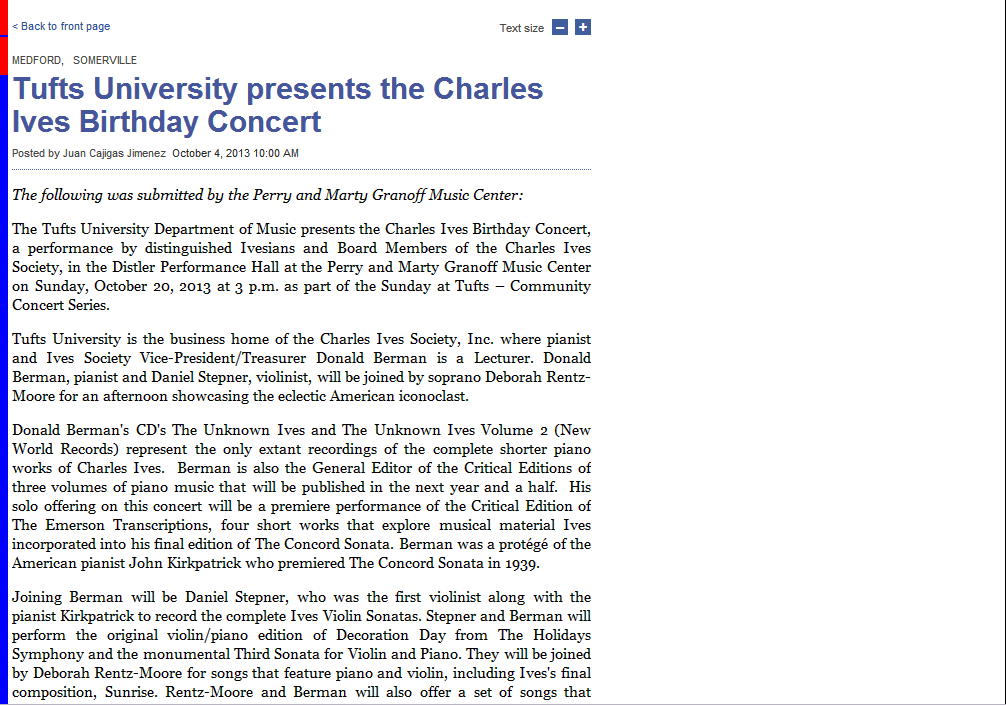 < Back to front page
Text size − +
MEDFORD, SOMERVILLE
Tufts University presents the Charles
Ives Birthday Concert
Posted by Juan Cajigas Jimenez October 4, 2013 10:00 AM
The following was submitted by the Perry and Marty Granoff Music Center:
The Tufts University Department of Music presents the Charles Ives Birthday Concert,
a performance by distinguished Ivesians and Board Members of the Charles Ives
Society, in the Distler Performance Hall at the Perry and Marty Granoff Music Center
on Sunday, October 20, 2013 at 3 p.m. as part of the Sunday at Tufts – Community
Concert Series.
Tufts University is the business home of the Charles Ives Society, Inc. where pianist
and Ives Society Vice-President/Treasurer Donald Berman is a Lecturer. Donald
Berman, pianist and Daniel Stepner, violinist, will be joined by soprano Deborah Rentz-
Moore for an afternoon showcasing the eclectic American iconoclast.
Donald Berman's CD's The Unknown Ives and The Unknown Ives Volume 2 (New
World Records) represent the only extant recordings of the complete shorter piano
works of Charles Ives. Berman is also the General Editor of the Critical Editions of
three volumes of piano music that will be published in the next year and a half. His
solo offering on this concert will be a premiere performance of the Critical Edition of
The Emerson Transcriptions, four short works that explore musical material Ives
incorporated into his final edition of The Concord Sonata. Berman was a protégé of the
American pianist John Kirkpatrick who premiered The Concord Sonata in 1939.
Joining Berman will be Daniel Stepner, who was the first violinist along with the
pianist Kirkpatrick to record the complete Ives Violin Sonatas. Stepner and Berman will
perform the original violin/piano edition of Decoration Day from The Holidays
Symphony and the monumental Third Sonata for Violin and Piano. They will be joined
by Deborah Rentz-Moore for songs that feature piano and violin, including Ives's final
composition, Sunrise. Rentz-Moore and Berman will also offer a set of songs that